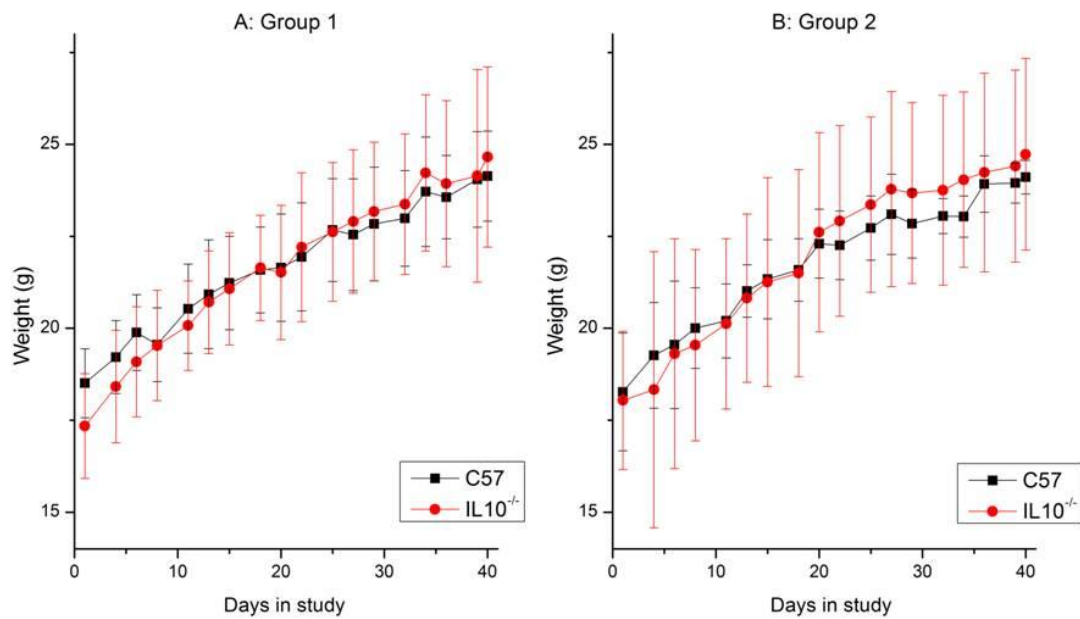 A: Group 1
25
20
15
Weight (g)
C57
IL10-/-
0
10
20
30
40
Days in study
B: Group 2
25
20
15
Weight (g)
C57
IL10-/-
0
10
20
30
40
Days in study